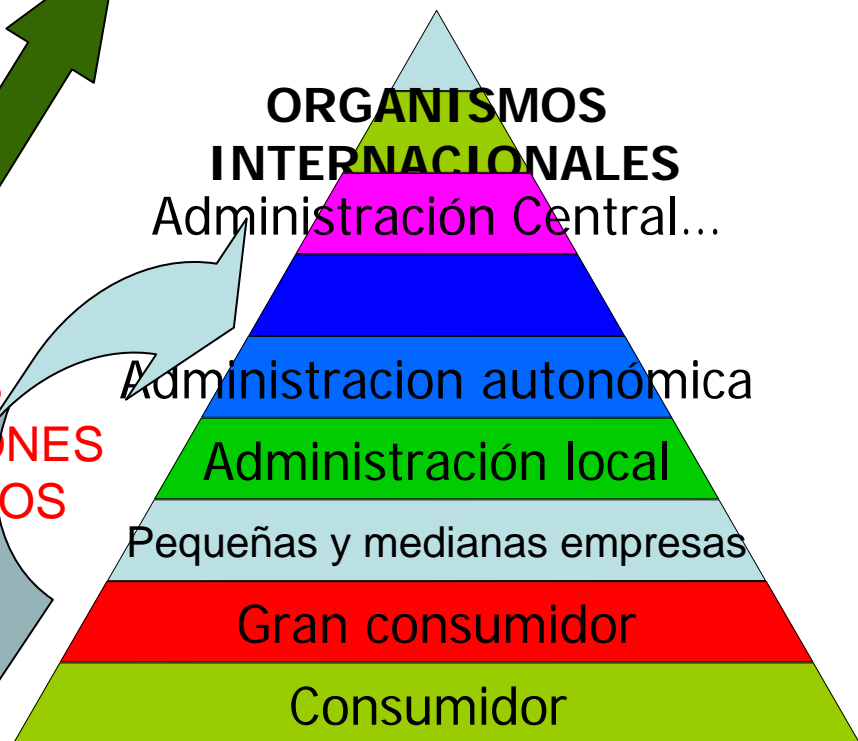 ORGANISMOS
INTERNACIONALES
Administración Central...
Administracion autonómica
ONES
OS
Administración local
Pequeñas y medianas empresas
Gran consumidor
Consumidor